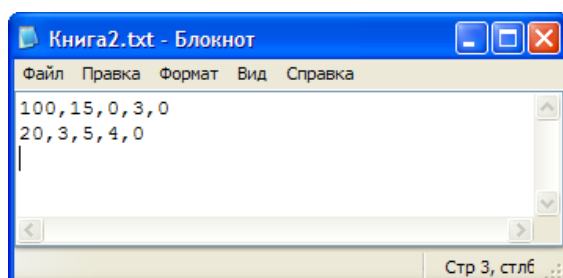 Книга2.txt - Блокнот
Файл Правка Формат Вид Справка
100,15,0,3,0
20,3,5,4,0
Стр 3, стлб